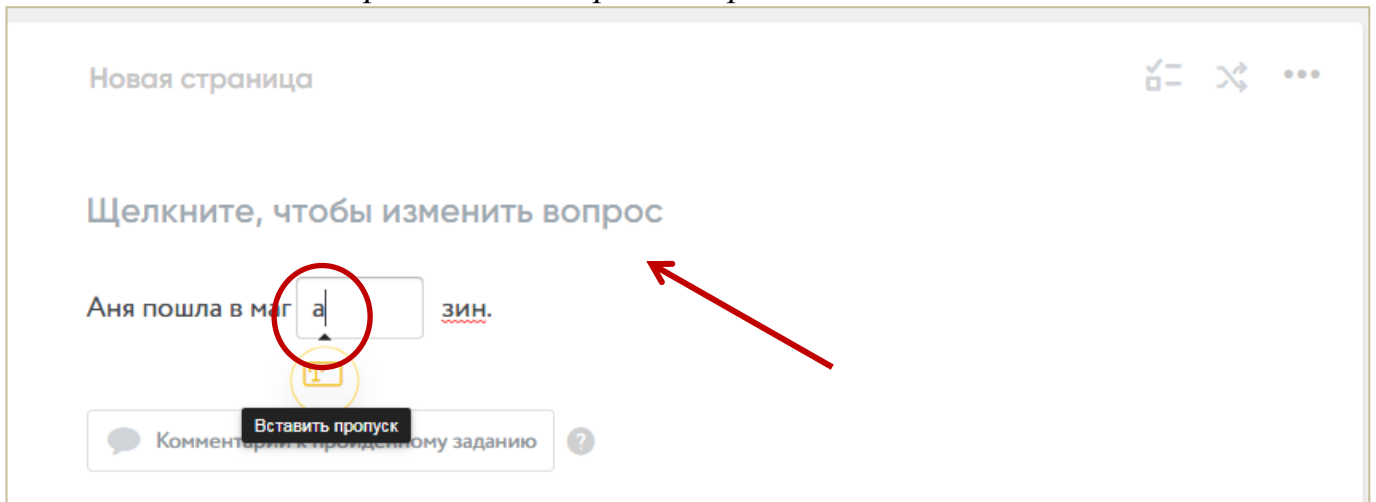 Новая страница
Щелкните, чтобы изменить вопрос
Аня пошла в маг а зин.
Вставить пропуск
Комментарий к пройденному заданию ?